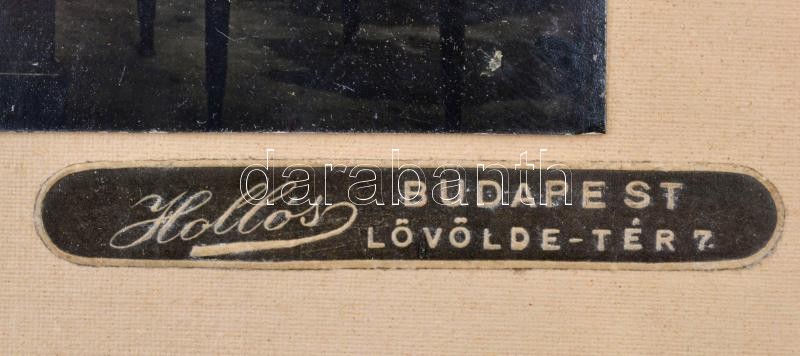 darabanth
Hollós
BUDAPEST
LÖVÖLDE-TÉR 7.